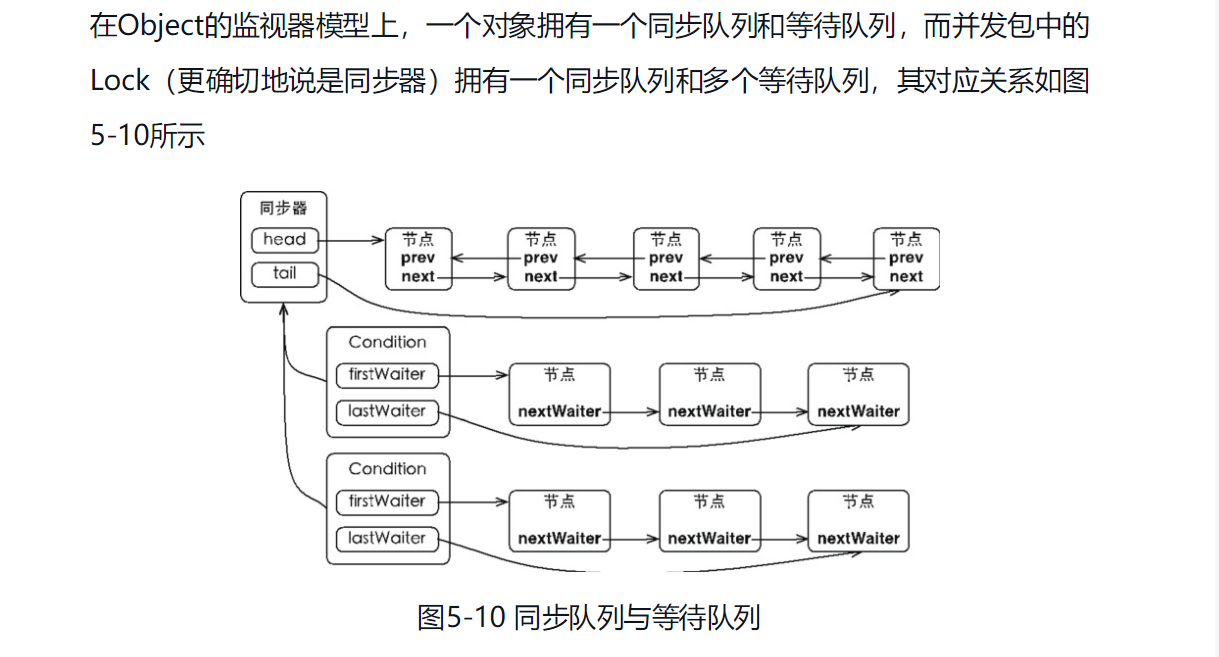 在Object的监视器模型上，一个对象拥有一个同步队列和等待队列，而并发包中的
Lock（更确切地说是同步器）拥有一个同步队列和多个等待队列，其对应关系如图
5-10所示
同步器
head
tail
节点 节点 节点 节点 节点
prev prev prev prev prev
next next next next next
Condition
firstWaiter
lastWaiter
节点 节点 节点
nextWaiter nextWaiter nextWaiter
Condition
firstWaiter
lastWaiter
节点 节点 节点
nextWaiter nextWaiter nextWaiter
图5-10 同步队列与等待队列